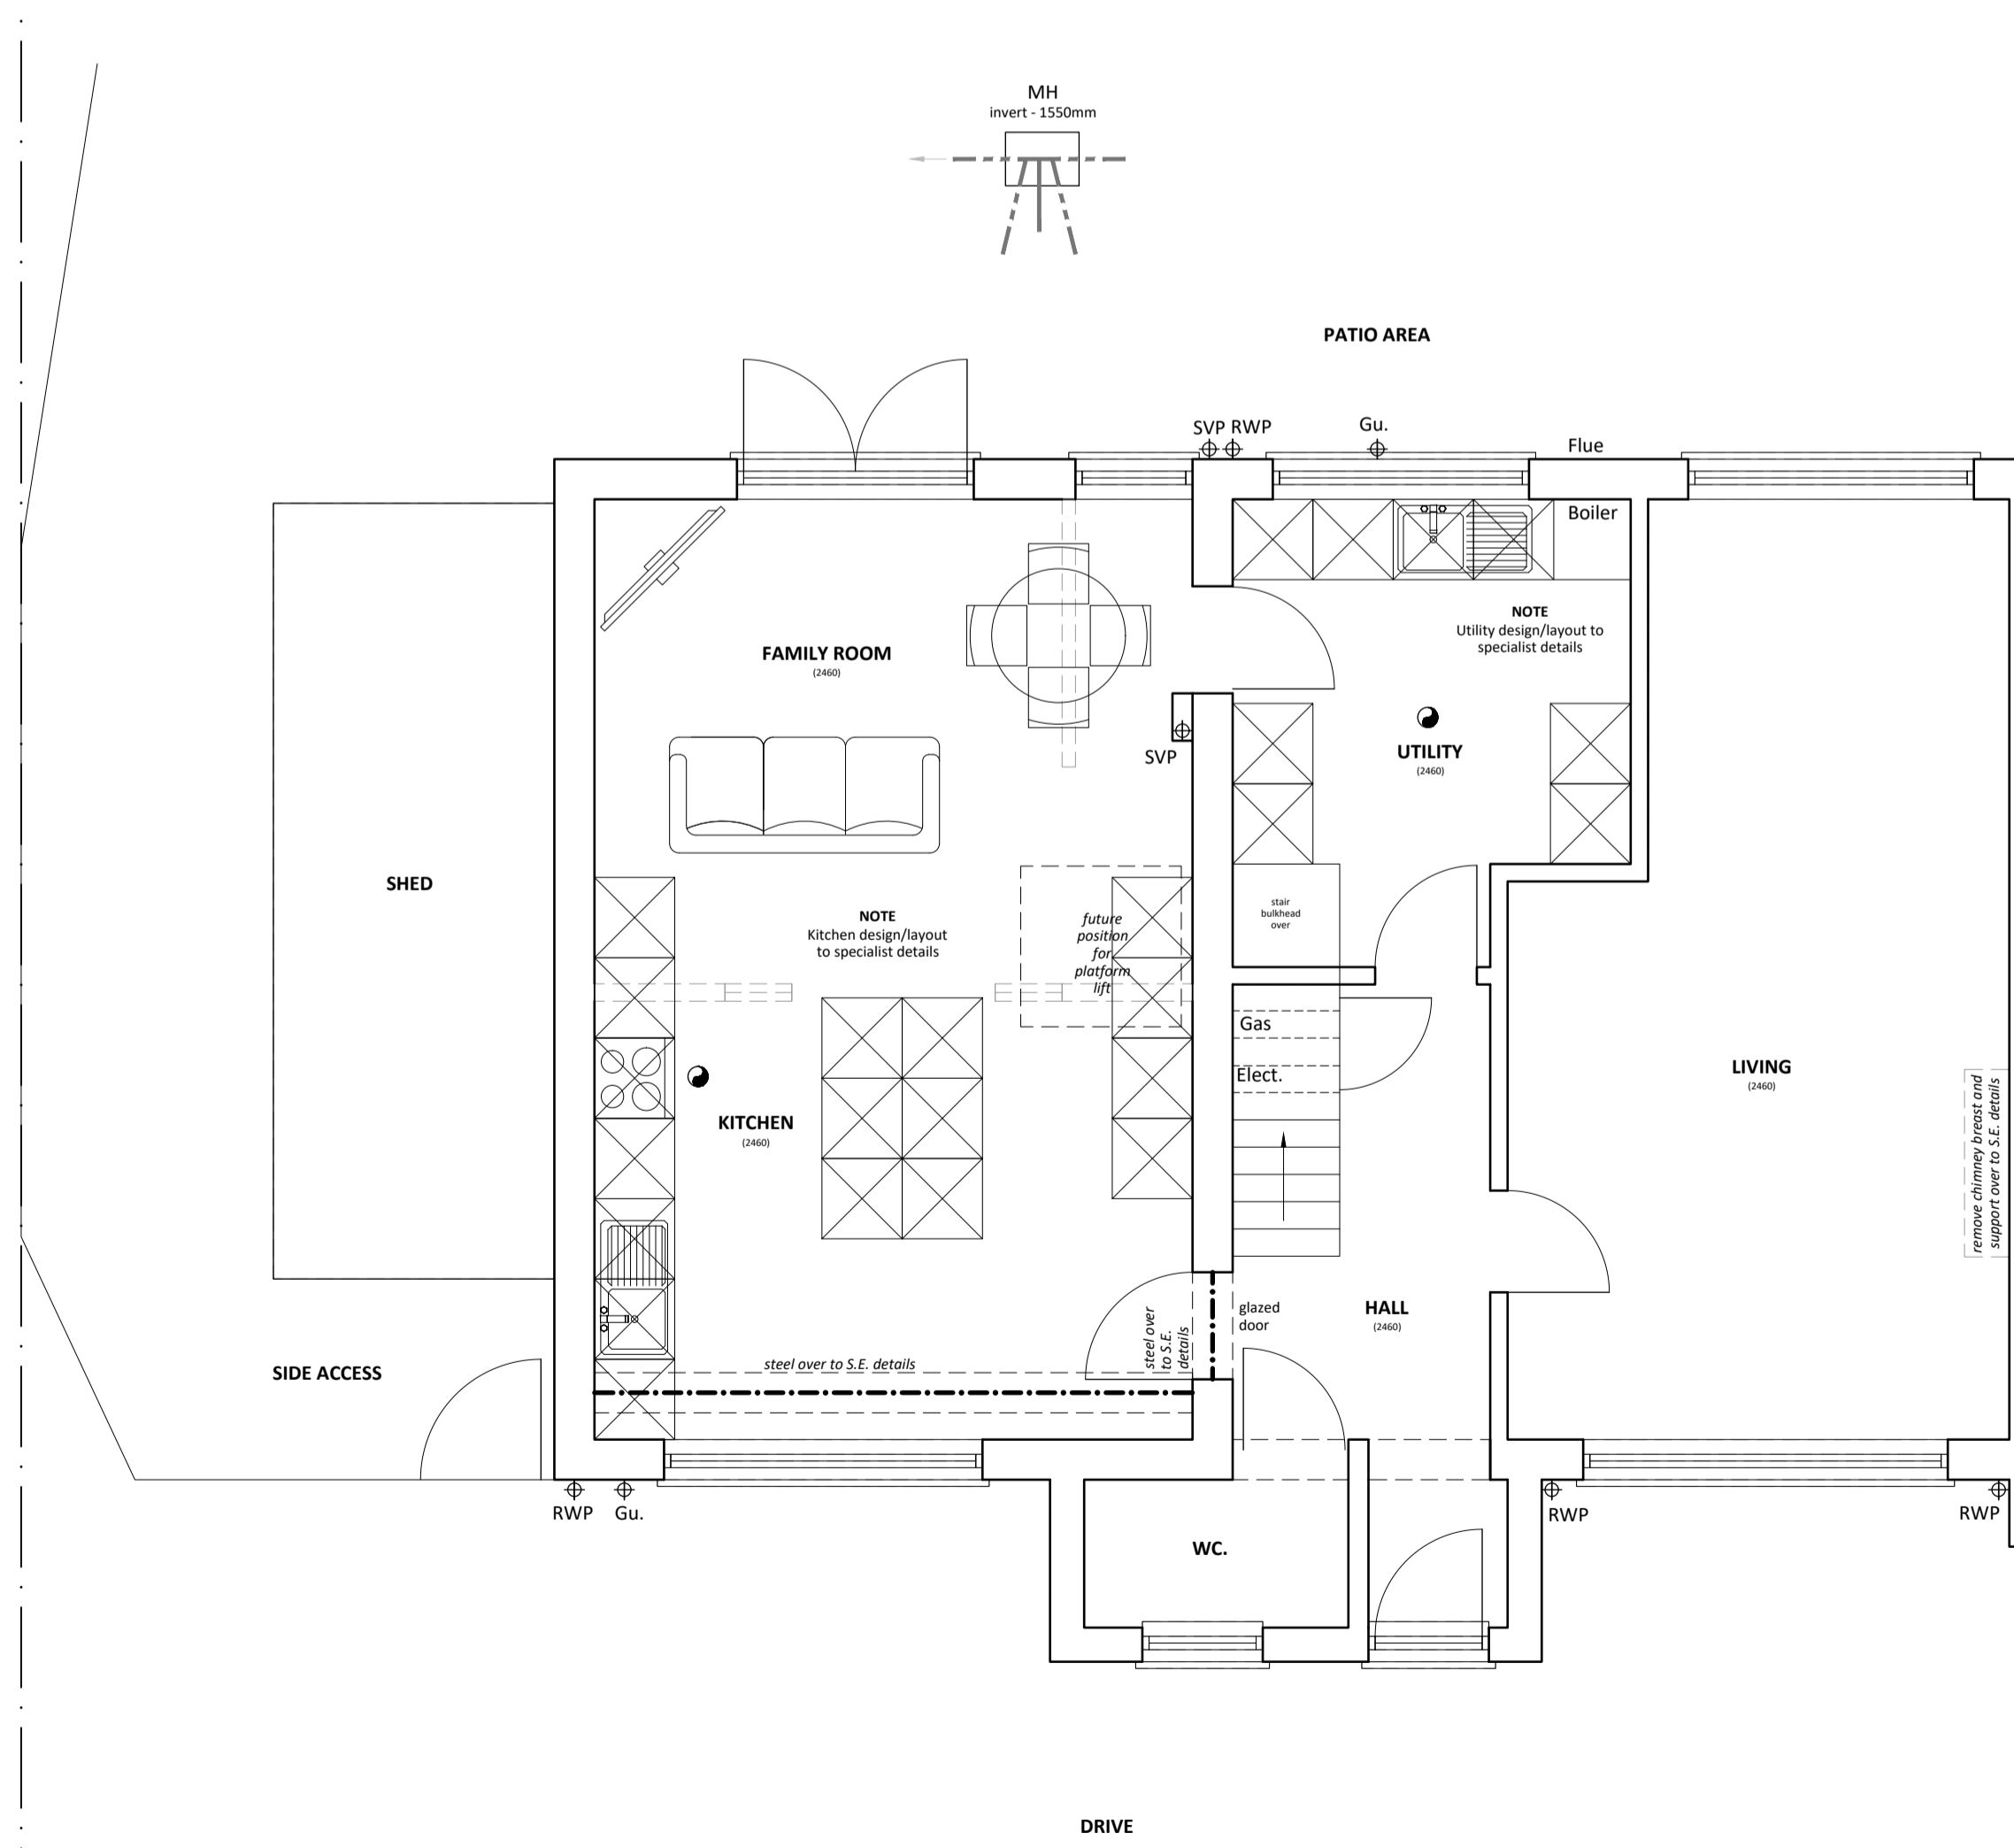 MH
invert - 1550mm
PATIO AREA
SVP RWP
Gu.
Flue
Boiler
NOTE
Utility design/layout to
specialist details
FAMILY ROOM
(2460)
SVP
UTILITY
(2460)
SHED
NOTE
Kitchen design/layout
to specialist details
future
position
for
platform
lift
stair
bulkhead
over
Gas
Elect.
KITCHEN
(2460)
LIVING
(2460)
remove chimney breast and
support over to S.E. details
glazed
door
HALL
(2460)
steel over
to S.E.
details
steel over to S.E. details
SIDE ACCESS
RWP
Gu.
RWP
RWP
WC.
DRIVE